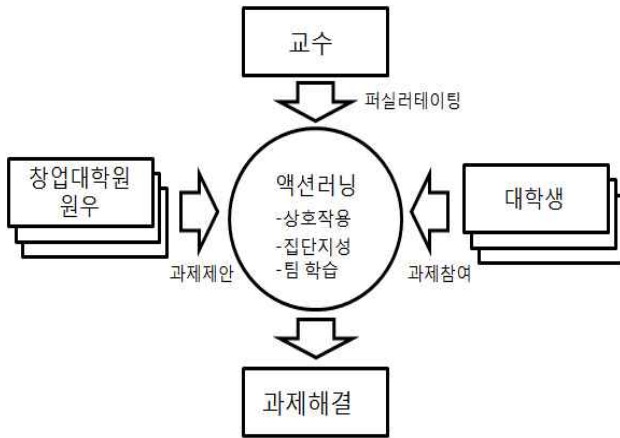 교수
퍼실러테이팅
창업대학원
원우
과제제안
액션러닝
-상호작용
-집단지성
-팀 학습
대학생
과제참여
과제해결